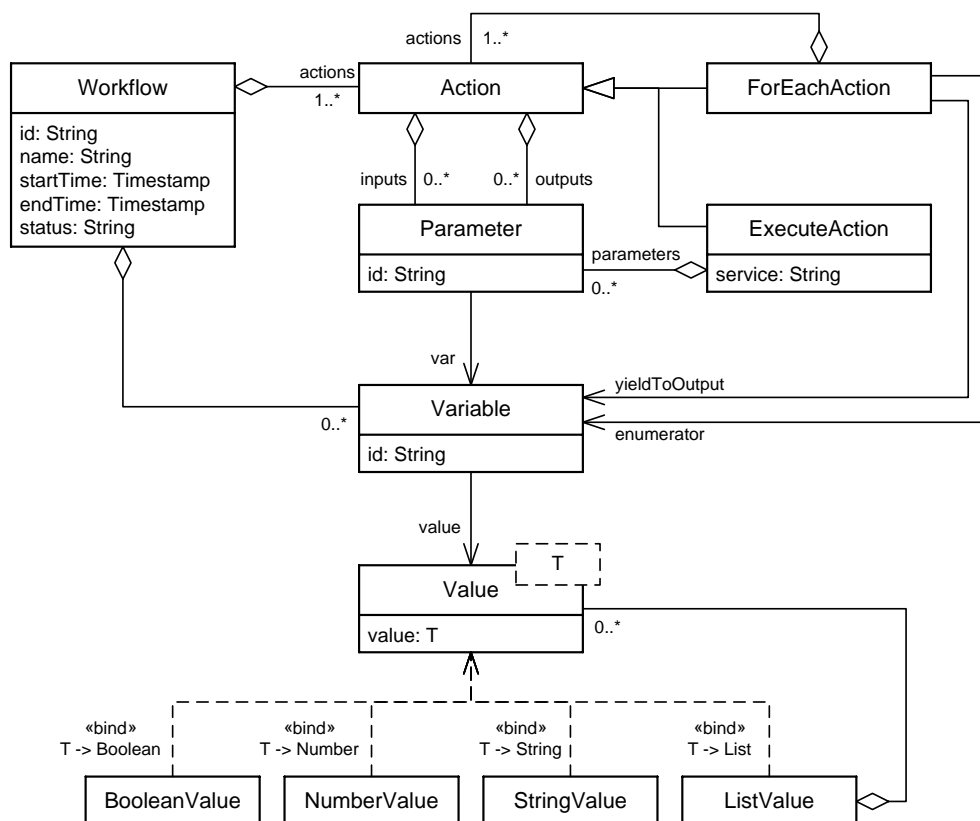 actions
1..*
Workflow
actions
1..*
Action
ForEachAction
id: String
name: String
startTime: Timestamp
endTime: Timestamp
status: String
inputs
0..*
0..*
outputs
Parameter
id: String
parameters
0..*
ExecuteAction
service: String
var
yieldToOutput
0..*
Variable
enumerator
id: String
value
T
Value
value: T
0..*
«bind»
T -> Boolean
«bind»
T -> Number
«bind»
T -> String
«bind»
T -> List
BooleanValue
NumberValue
StringValue
ListValue